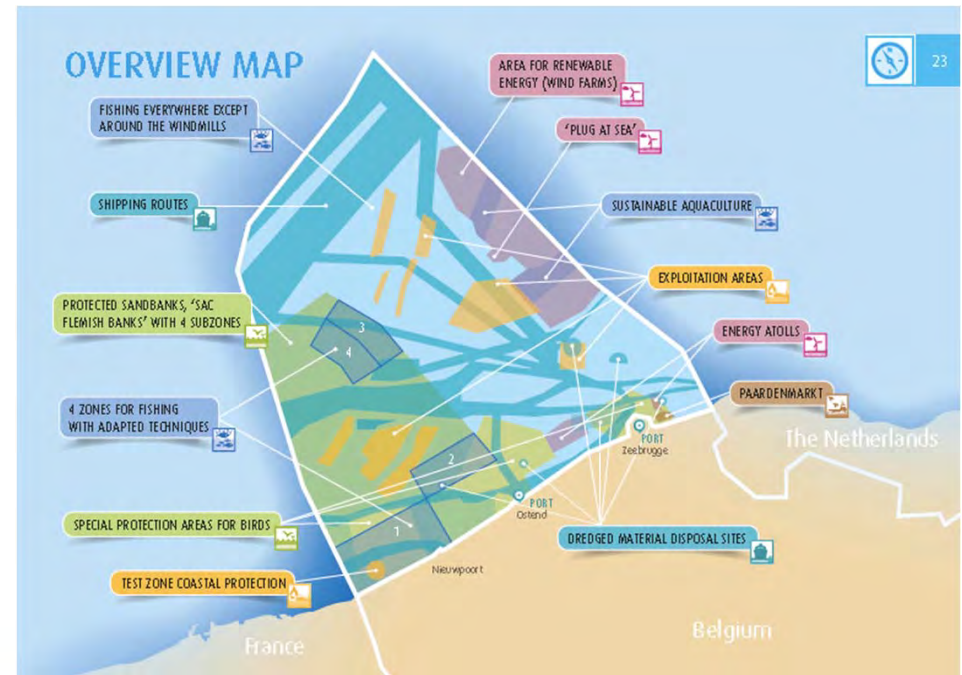 OVERVIEW MAP
23
AREA FOR RENEWABLE
ENERGY (WIND FARMS)
FISHING EVERYWHERE EXCEPT
AROUND THE WINDMILLS
'PLUG AT SEA'
SHIPPING ROUTES
SUSTAINABLE AQUACULTURE
EXPLOITATION AREAS
PROTECTED SANDBANKS, 'SAC
FLEMISH BANKS' WITH 4 SUBZONES
3
4
ENERGY ATOLLS
PAARDENMARKT
4 ZONES FOR FISHING
WITH ADAPTED TECHNIQUES
PORT
Zeebrugge
The Netherlands
2
PORT
Ostend
SPECIAL PROTECTION AREAS FOR BIRDS
1
DREDGED MATERIAL DISPOSAL SITES
TEST ZONE COASTAL PROTECTION
Nieuwpoort
France
Belgium